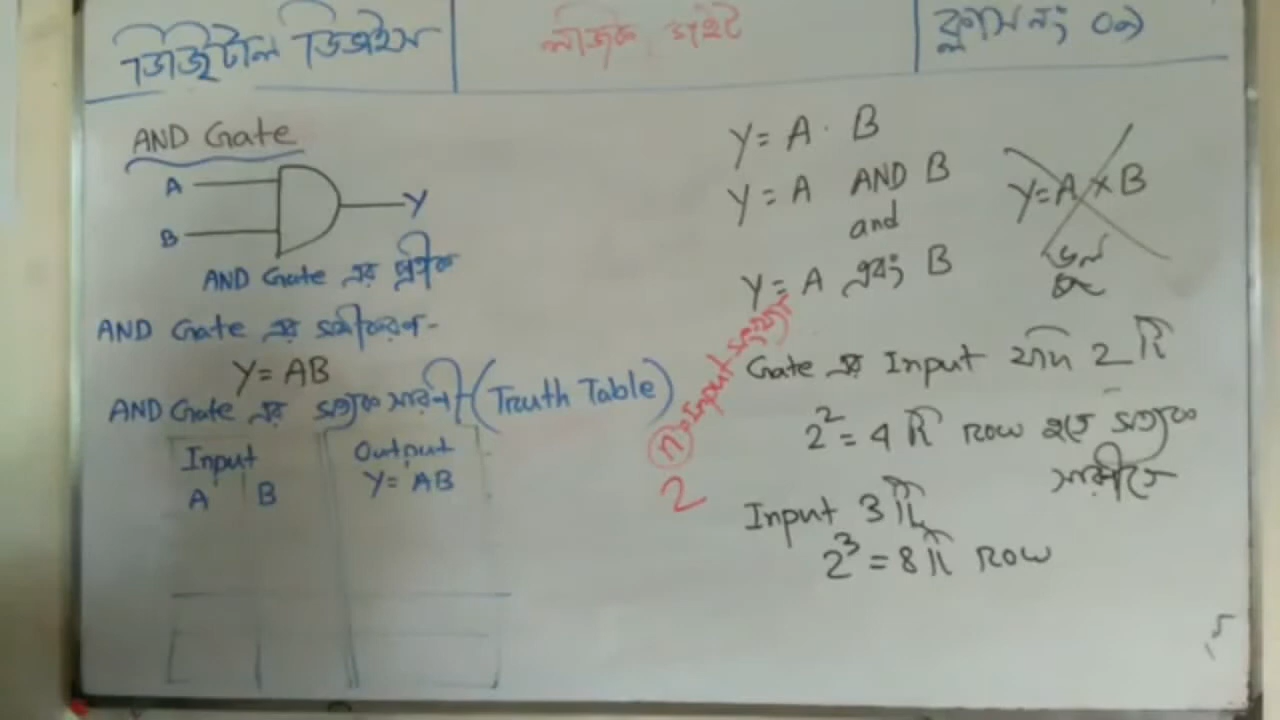 ডিজিটাল ডিভাইস
লজিক গেইট
ক্লাস নং ০৯
AND Gate
A
B
Y
AND Gate এর প্রতীক
AND Gate এর সমীকরণ-
Y = AB
AND Gate এর সত্যক সারণী (Truth Table)
Input
A B
Output
Y = AB
Y = A · B
Y = A AND B
and
Y = A এবং B
Y = A × B
ভুল
2
n = Input সংখ্যা
Gate এর Input যদি 2 টি
2² = 4 টি row হবে সত্যক
সারণীতে
Input 3 টি
2³ = 8 টি row